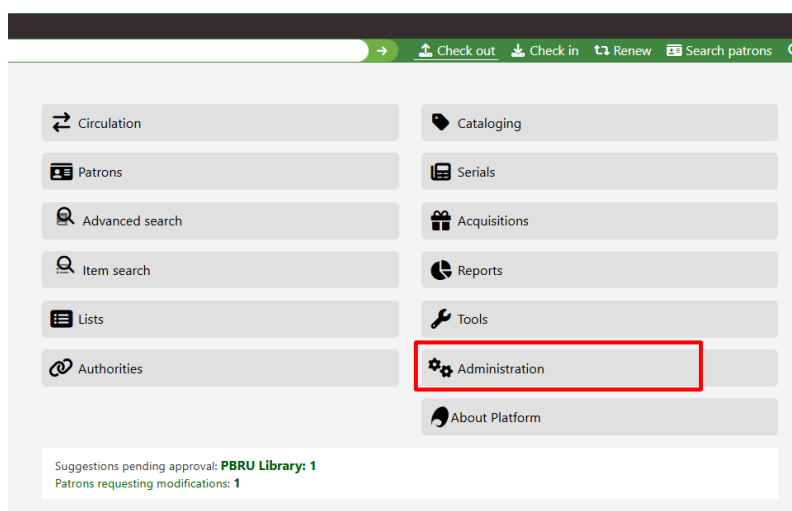 Check out Check in Renew Search patrons
Circulation
Patrons
Advanced search
Item search
Lists
Authorities
Cataloging
Serials
Acquisitions
Reports
Tools
Administration
About Platform
Suggestions pending approval: PBRU Library: 1
Patrons requesting modifications: 1